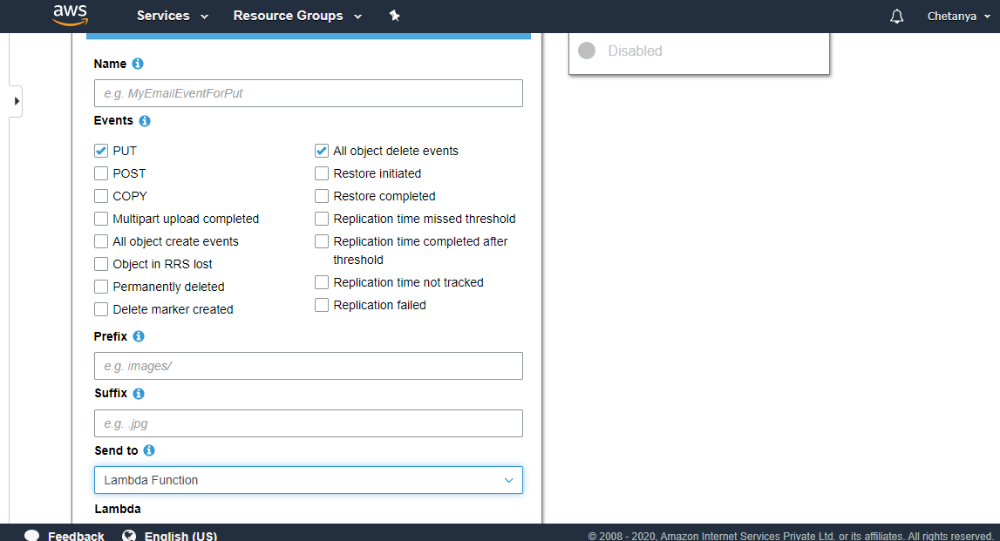 aws Services Resource Groups Chetanya
Disabled
Name
e.g. MyEmailEventForPut
Events
PUT
POST
COPY
Multipart upload completed
All object create events
Object in RRS lost
Permanently deleted
Delete marker created
All object delete events
Restore initiated
Restore completed
Replication time missed threshold
Replication time completed after
threshold
Replication time not tracked
Replication failed
Prefix
e.g. images/
Suffix
e.g. .jpg
Send to
Lambda Function
Lambda
Feedback English (US) © 2008 - 2020, Amazon Internet Services Private Ltd. or its affiliates. All rights reserved.